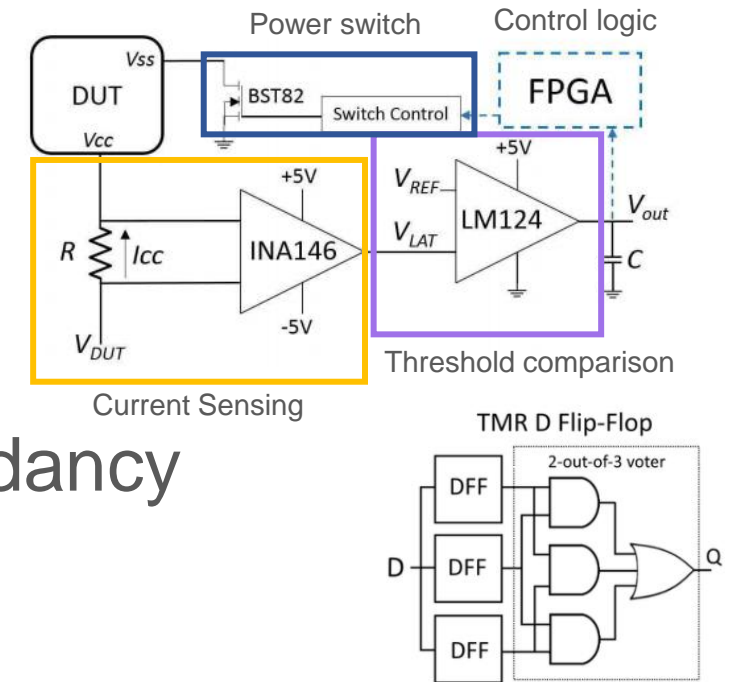 Power switch
Control logic
Vss
DUT
BST82
Switch Control
FPGA
Vcc
+5V
+5V
VREF
LM124
Vout
R
Icc
INA146
VLAT
C
-5V
VDUT
Threshold comparison
Current Sensing
dancy
TMR D Flip-Flop
2-out-of-3 voter
DFF
D
DFF
Q
DFF